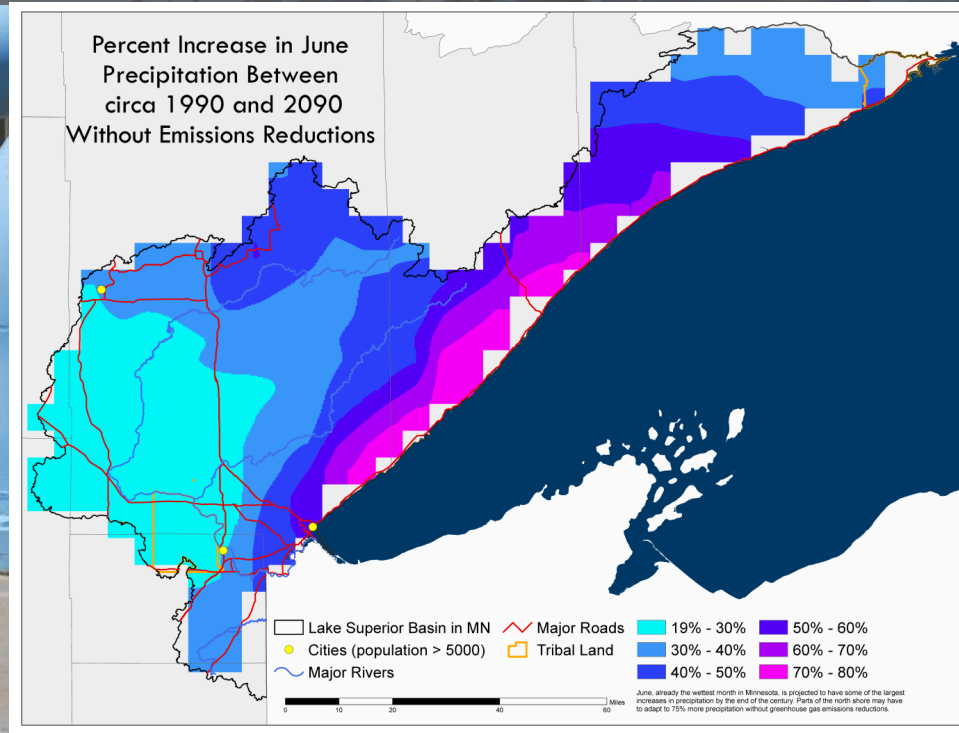 Percent Increase in June
Precipitation Between
circa 1990 and 2090
Without Emissions Reductions
Lake Superior Basin in MN
Cities (population > 5000)
Major Rivers
Major Roads
Tribal Land
19% - 30%
30% - 40%
40% - 50%
50% - 60%
60% - 70%
70% - 80%
0 10 20 40 60 Miles
June, already the wettest month in Minnesota, is projected to have some of the largest
increases in precipitation by the end of the century. Parts of the north shore may have
to adapt to 75% more precipitation without greenhouse gas emissions reductions.